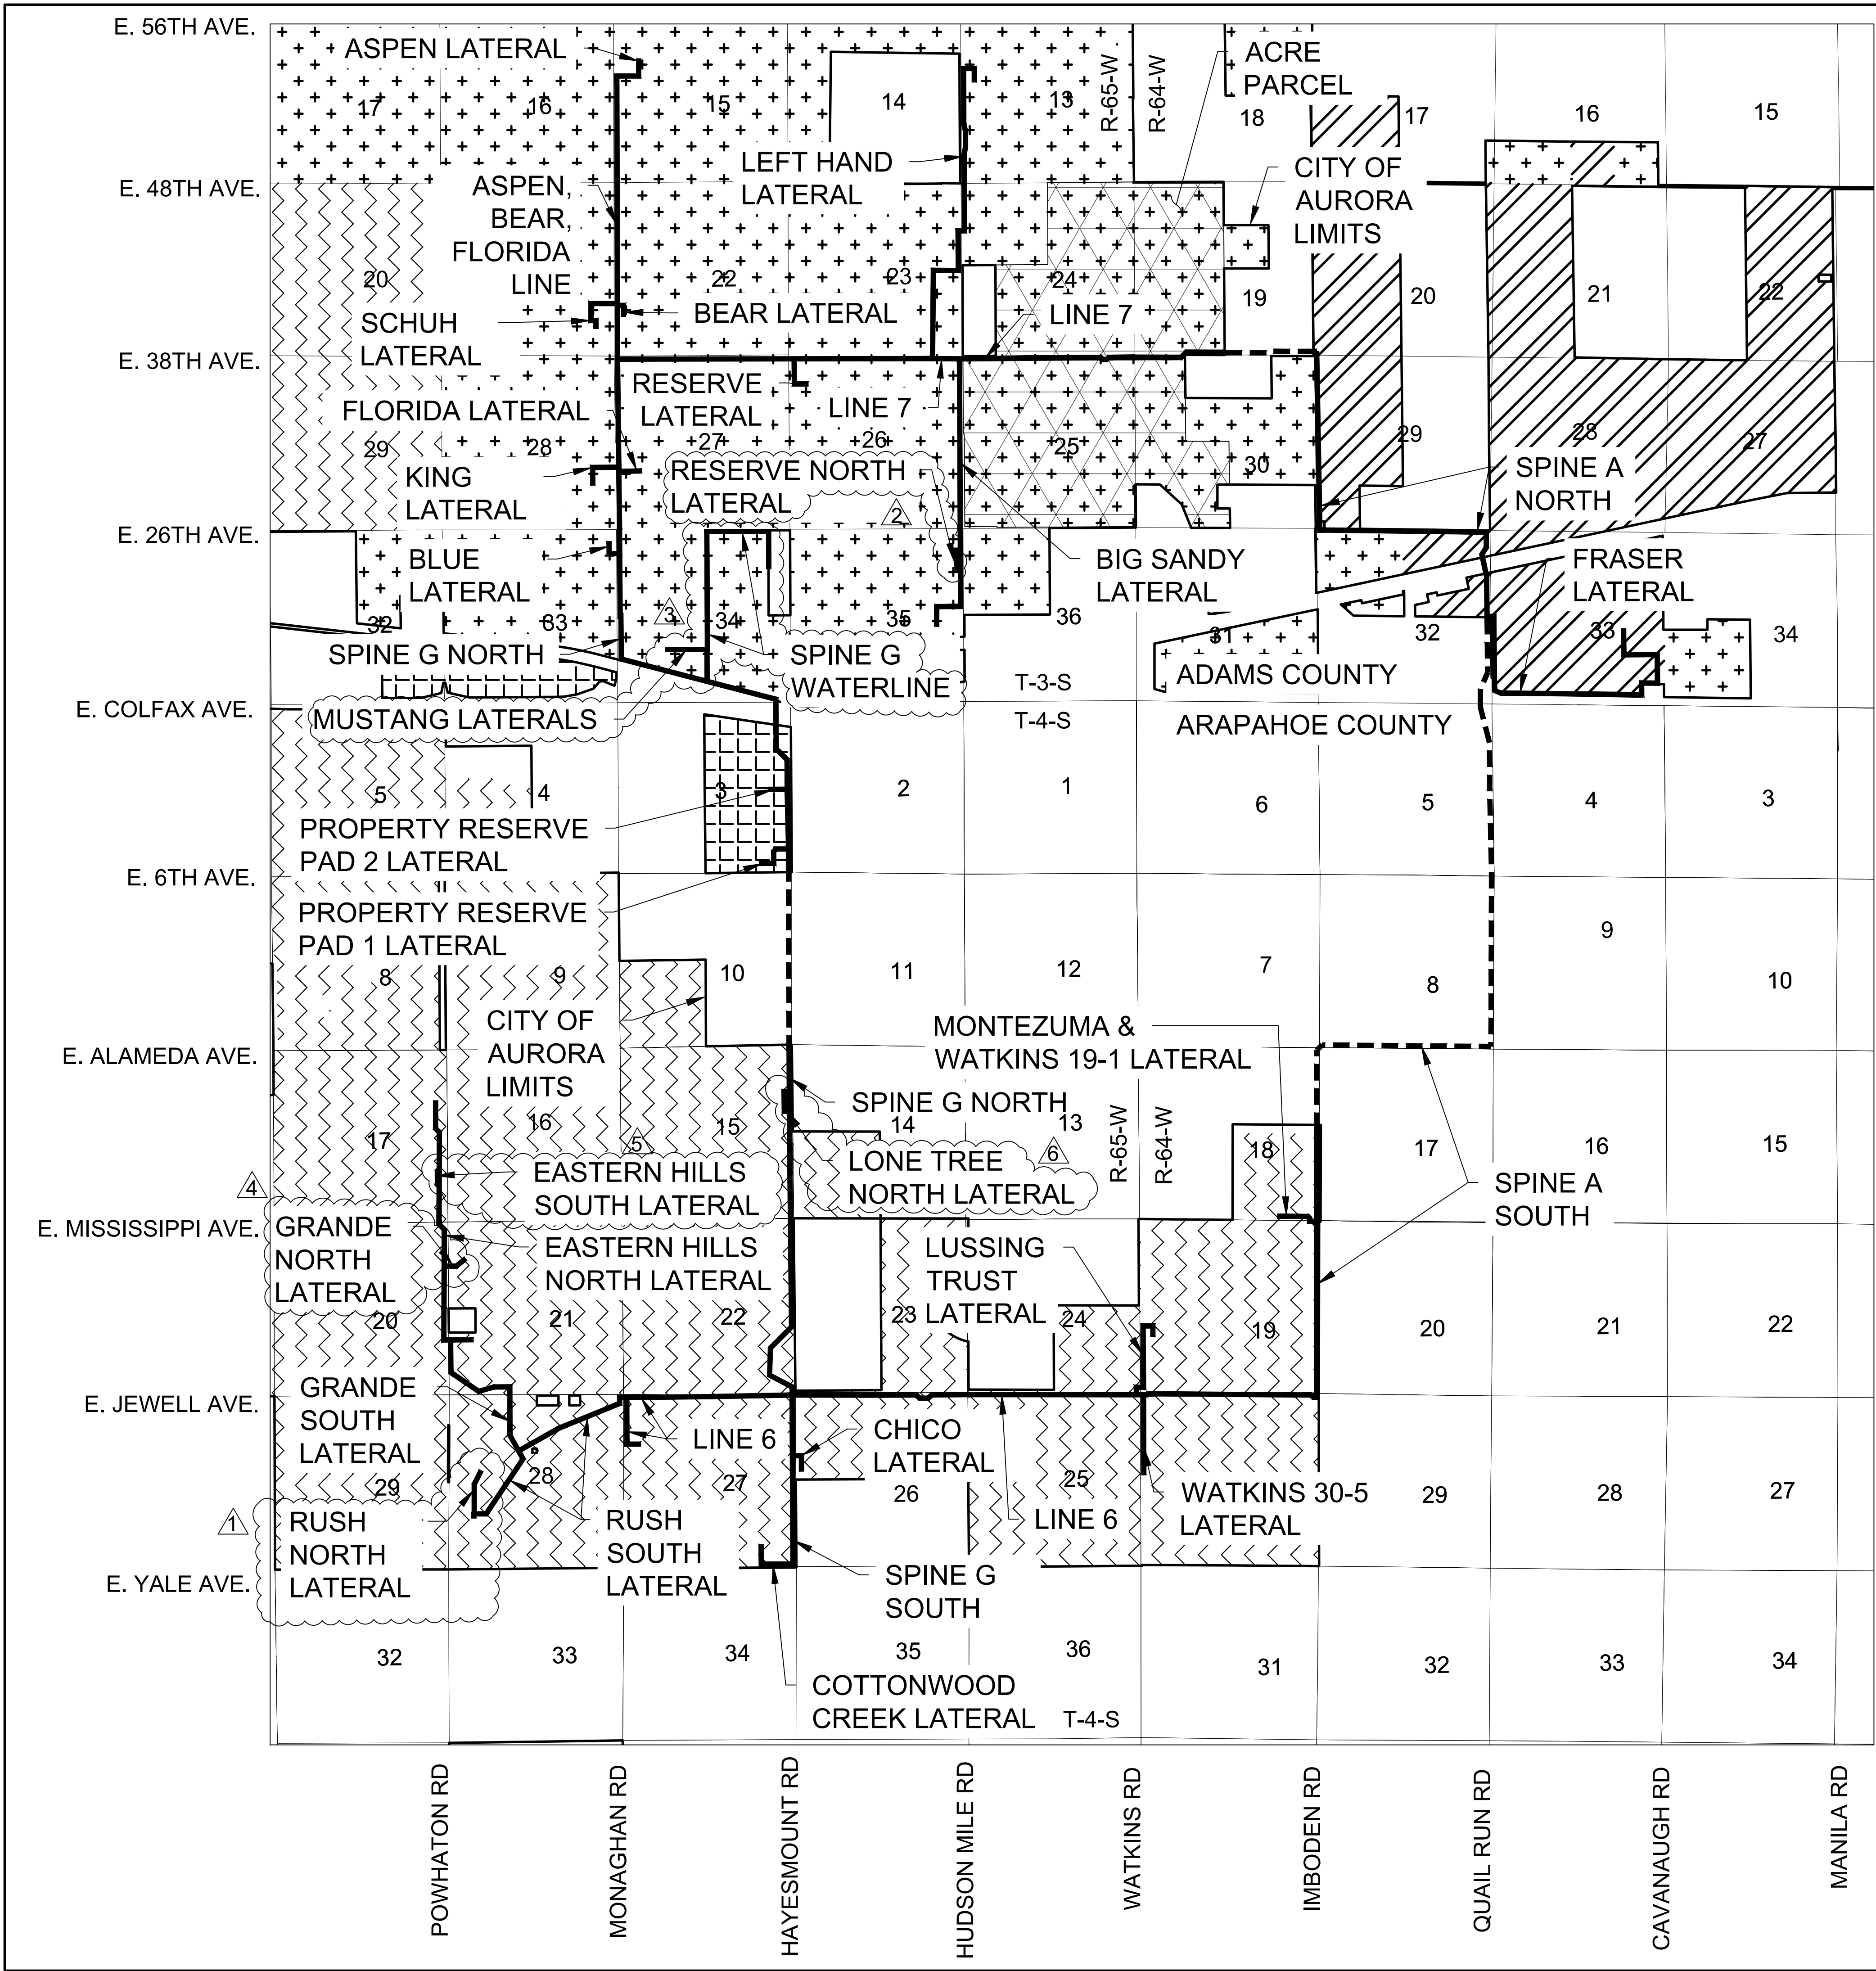 E. 56TH AVE.
ASPEN LATERAL
ACRE
PARCEL
R-65-W
R-64-W
17
16
15
14
13
18
17
16
15
LEFT HAND
LATERAL
CITY OF
AURORA
LIMITS
E. 48TH AVE.
ASPEN,
BEAR,
FLORIDA
LINE
20
22
23
24
19
20
21
22
SCHUH
LATERAL
BEAR LATERAL
LINE 7
E. 38TH AVE.
RESERVE
LATERAL
FLORIDA LATERAL
LINE 7
29
28
27
26
25
30
29
28
27
KING
LATERAL
RESERVE NORTH
LATERAL
2
SPINE A
NORTH
E. 26TH AVE.
BLUE
LATERAL
BIG SANDY
LATERAL
FRASER
LATERAL
3
32
33
34
35
36
31
32
33
34
SPINE G NORTH
SPINE G
WATERLINE
T-3-S
ADAMS COUNTY
E. COLFAX AVE.
MUSTANG LATERALS
T-4-S
ARAPAHOE COUNTY
5
4
3
2
1
6
5
4
3
PROPERTY RESERVE
PAD 2 LATERAL
E. 6TH AVE.
PROPERTY RESERVE
PAD 1 LATERAL
8
9
10
11
12
7
8
9
10
CITY OF
AURORA
LIMITS
MONTEZUMA &
WATKINS 19-1 LATERAL
E. ALAMEDA AVE.
SPINE G NORTH
R-65-W
R-64-W
17
16
15
14
13
18
17
16
15
5
EASTERN HILLS
SOUTH LATERAL
LONE TREE
NORTH LATERAL
6
SPINE A
SOUTH
4
E. MISSISSIPPI AVE.
GRANDE
NORTH
LATERAL
EASTERN HILLS
NORTH LATERAL
LUSSING
TRUST
LATERAL
20
21
22
23
24
19
20
21
22
E. JEWELL AVE.
GRANDE
SOUTH
LATERAL
LINE 6
CHICO
LATERAL
29
28
27
26
25
29
28
27
WATKINS 30-5
LATERAL
LINE 6
1
RUSH
NORTH
LATERAL
RUSH
SOUTH
LATERAL
SPINE G
SOUTH
E. YALE AVE.
32
33
34
35
36
31
32
33
34
COTTONWOOD
CREEK LATERAL
T-4-S
POWHATON RD
MONAGHAN RD
HAYESMOUNT RD
HUDSON MILE RD
WATKINS RD
IMBODEN RD
QUAIL RUN RD
CAVANAUGH RD
MANILA RD